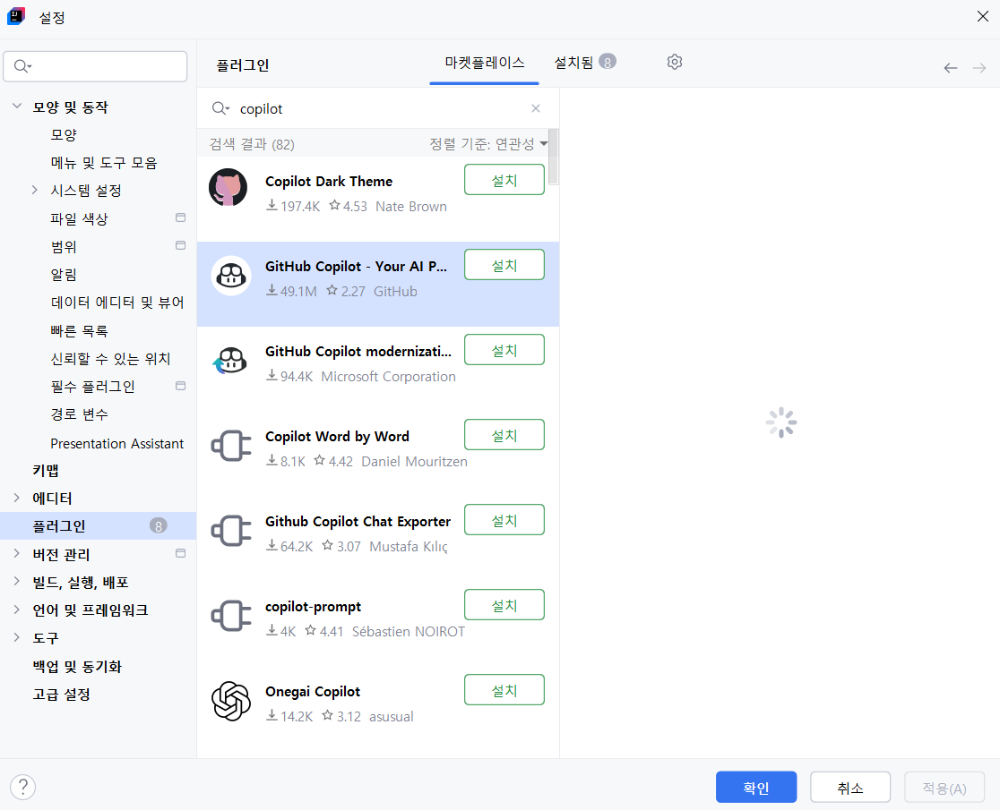 설정
모양 및 동작
모양
메뉴 및 도구 모음
시스템 설정
파일 색상
범위
알림
데이터 에디터 및 뷰어
빠른 목록
신뢰할 수 있는 위치
필수 플러그인
경로 변수
Presentation Assistant
키맵
에디터
플러그인 8
버전 관리
빌드, 실행, 배포
언어 및 프레임워크
도구
백업 및 동기화
고급 설정
플러그인 마켓플레이스 설치됨 8
copilot
검색 결과 (82) 정렬 기준: 연관성
Copilot Dark Theme 설치
197.4K 4.53 Nate Brown
GitHub Copilot - Your AI P... 설치
49.1M 2.27 GitHub
GitHub Copilot modernizati... 설치
94.4K Microsoft Corporation
Copilot Word by Word 설치
8.1K 4.42 Daniel Mouritzen
Github Copilot Chat Exporter 설치
64.2K 3.07 Mustafa Kılıç
copilot-prompt 설치
4K 4.41 Sébastien NOIROT
Onegai Copilot 설치
14.2K 3.12 asusual
? 확인 취소 적용(A)